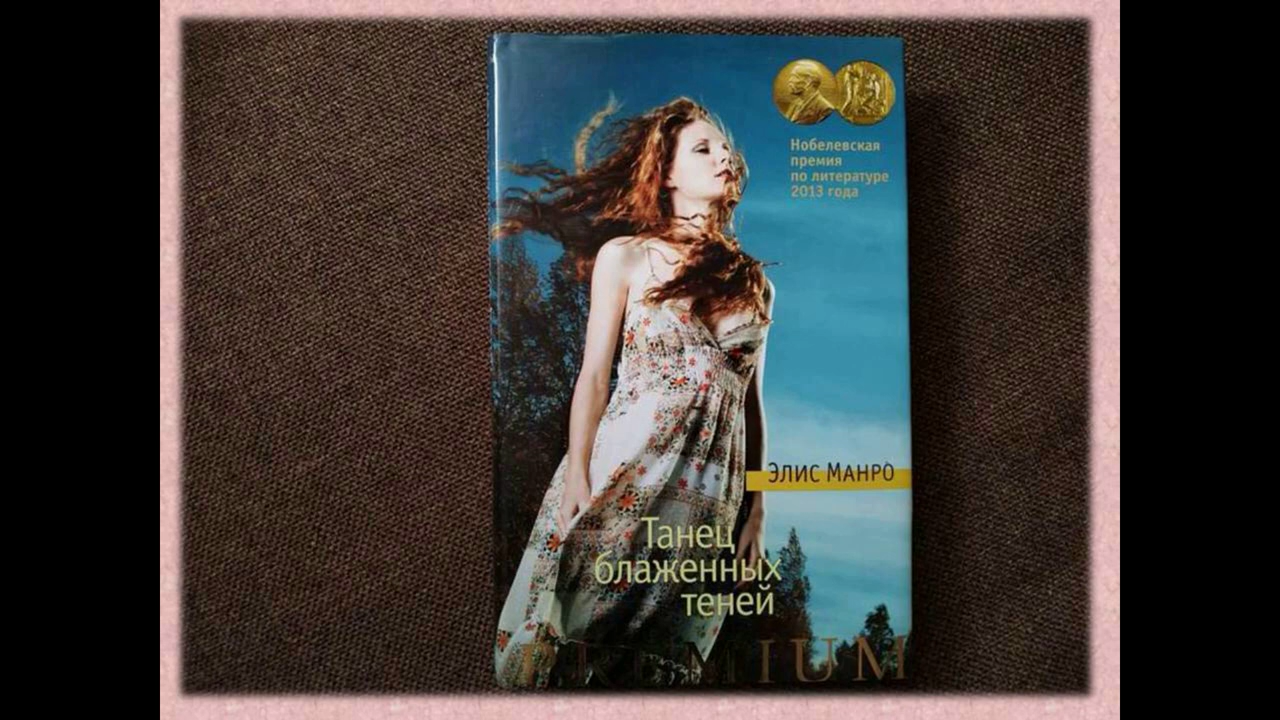 Нобелевская
премия
по литературе
2013 года
Элис Манро
Танец
блаженных
теней
PREMIUM